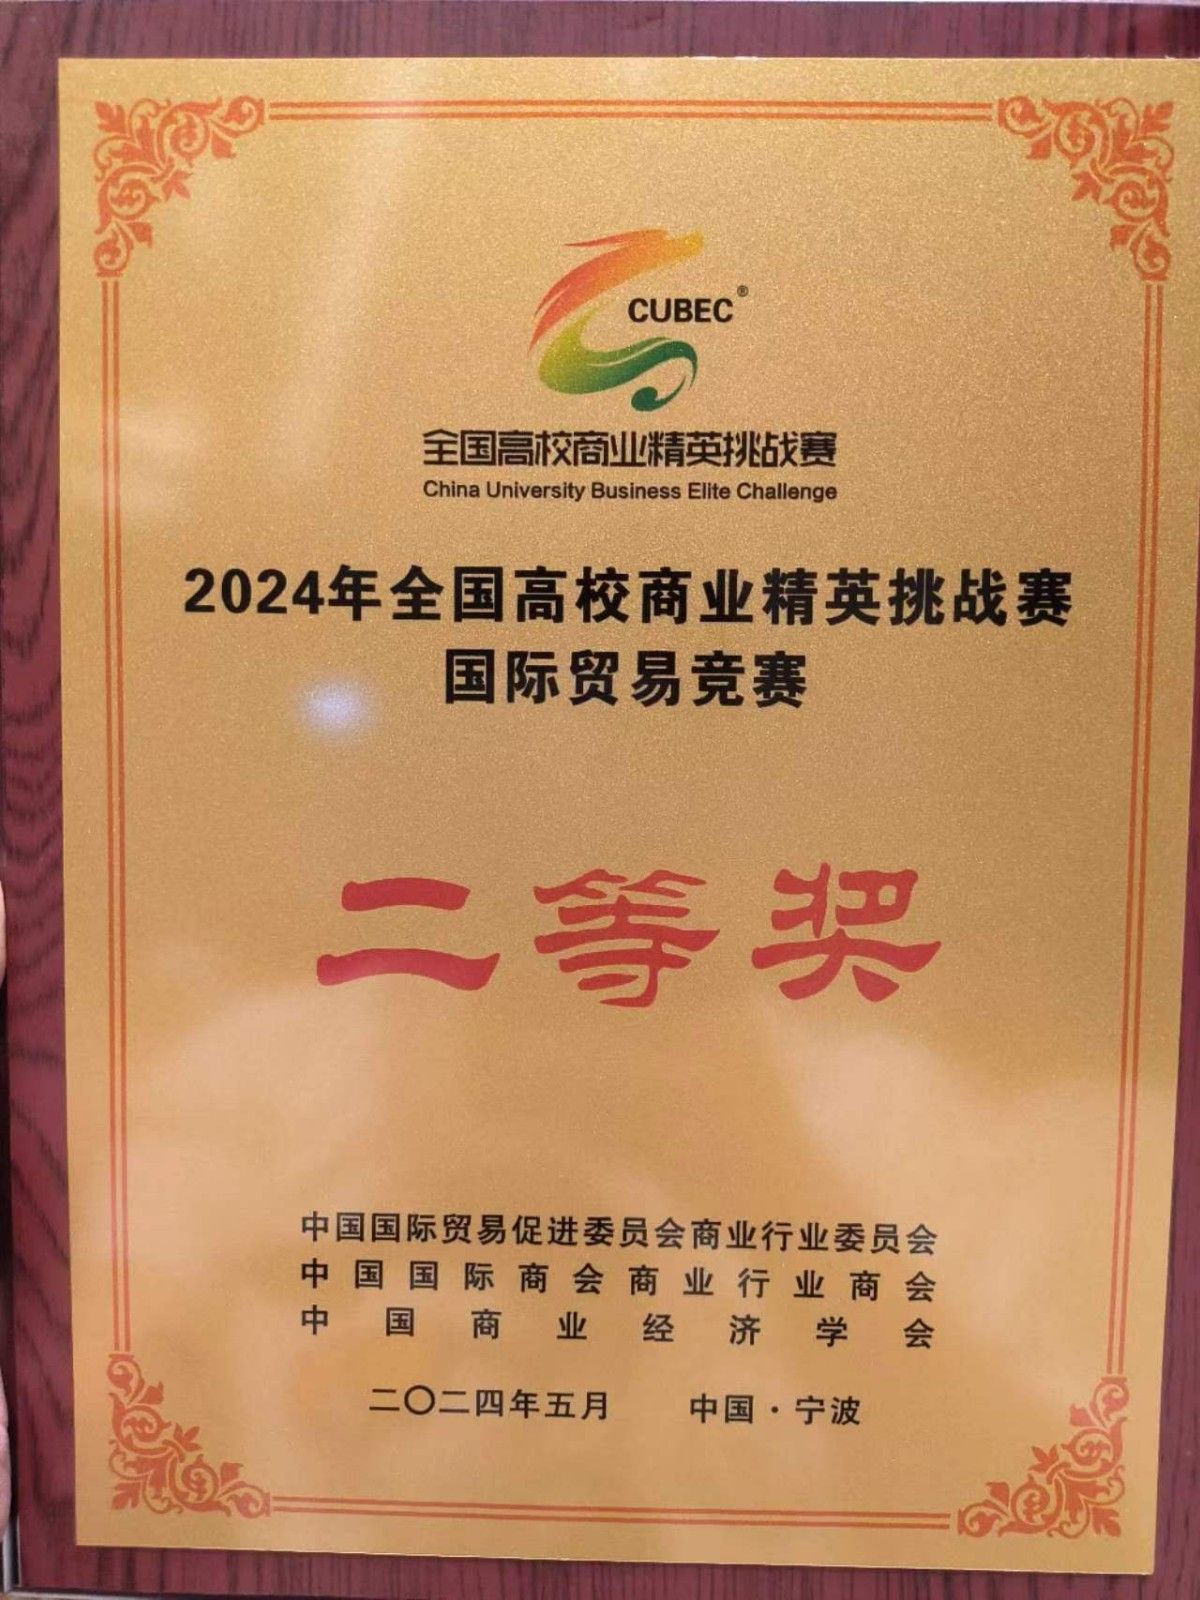 CUBEC®
全国高校商业精英挑战赛
China University Business Elite Challenge
2024年全国高校商业精英挑战赛
国际贸易竞赛
二等奖
中国国际贸易促进委员会商业行业委员会
中国国际商会商业行业商会
中国商业经济学会
二〇二四年五月 中国·宁波